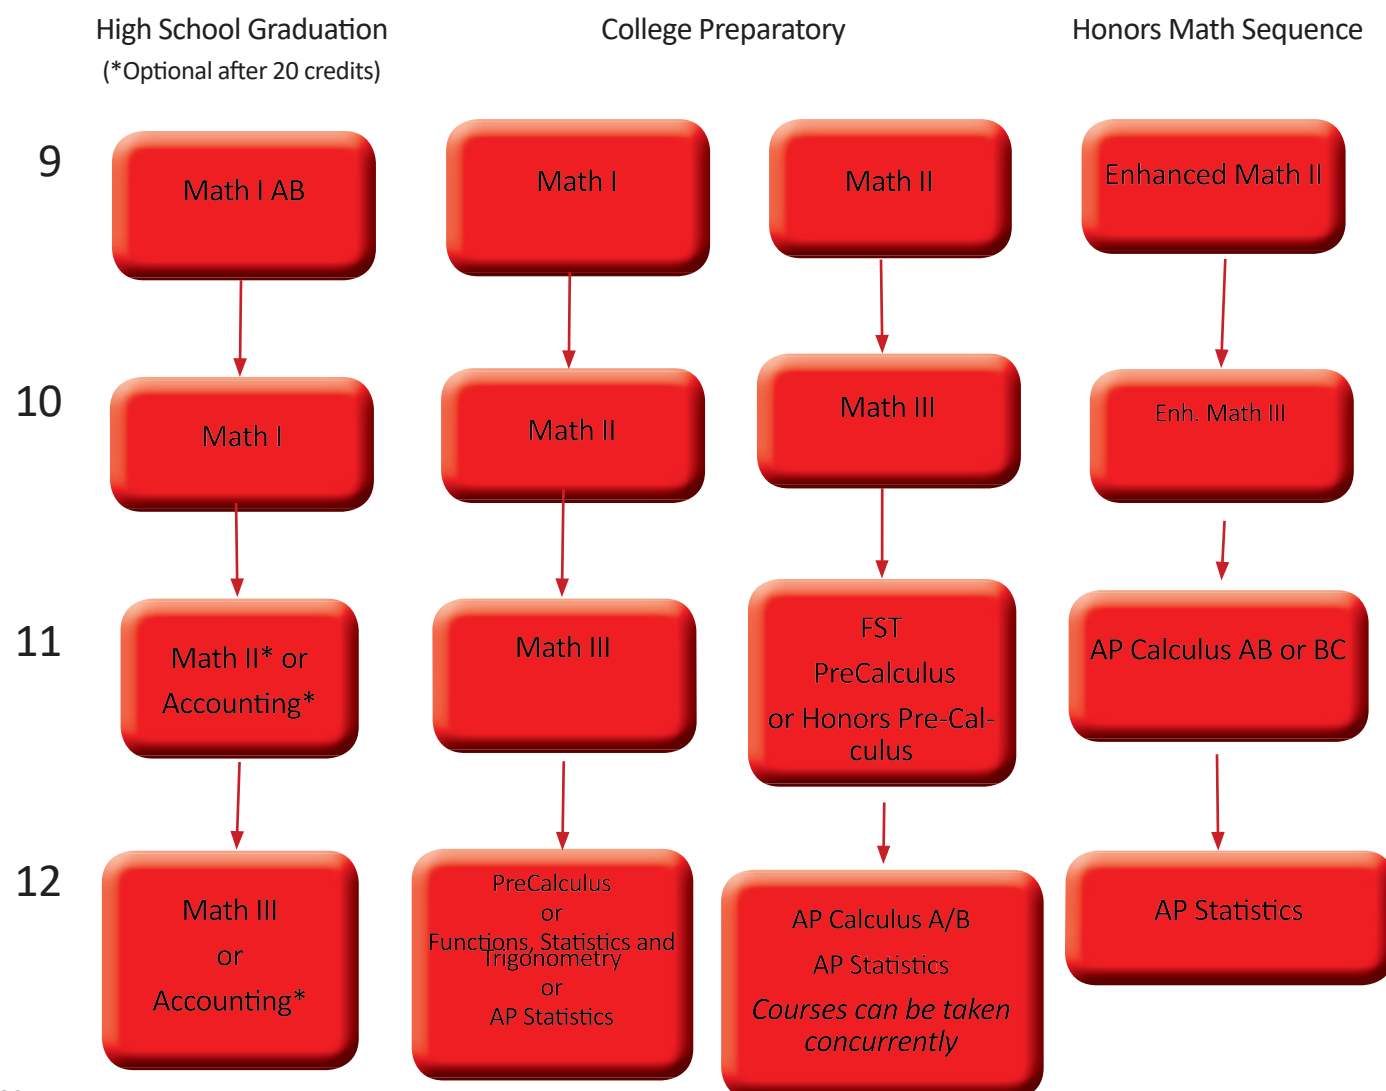 High School Graduation
(*Optional after 20 credits)
College Preparatory
Honors Math Sequence
9
Math I AB
Math I
Math II
Enhanced Math II
10
Math I
Math II
Math III
Enh. Math III
11
Math II* or
Accounting*
Math III
FST
PreCalculus
or Honors Pre-Cal-
culus
AP Calculus AB or BC
12
Math III
or
Accounting*
PreCalculus
or
Functions, Statistics and
Trigonometry
or
AP Statistics
AP Calculus A/B
AP Statistics
Courses can be taken
concurrently
AP Statistics